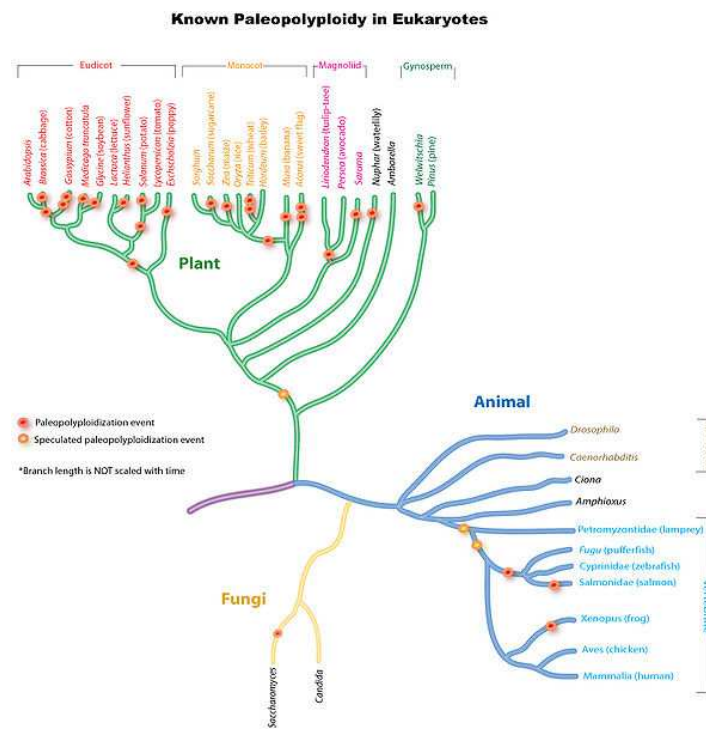 Known Paleopolyploidy in Eukaryotes
Eudicot
Monocot
Magnoliid
Gynosperm
Arabidopsis
Brassica (cabbage)
Gossypium (cotton)
Medicago truncatula
Glycine (soybean)
Lactuca (lettuce)
Helianthus (sunflower)
Solanum (potato)
Lycopersicon (tomato)
Eschscholzia (poppy)
Sorghum
Saccharum (sugarcane)
Zea (maize)
Oryza (rice)
Triticum (wheat)
Hordeum (barley)
Musa (banana)
Acorus (sweet flag)
Liriodendron (tulip-tree)
Persea (avocado)
Saruma
Nuphar (waterlily)
Amborella
Welwitschia
Pinus (pine)
Plant
Animal
Paleopolyploidization event
Speculated paleopolyploidization event
*Branch length is NOT scaled with time
Drosophila
Caenorhabditis
Ciona
Amphioxus
Petromyzontidae (lamprey)
Fugu (pufferfish)
Cyprinidae (zebrafish)
Salmonidae (salmon)
Xenopus (frog)
Aves (chicken)
Mammalia (human)
Fungi
Saccharomyces
Candida